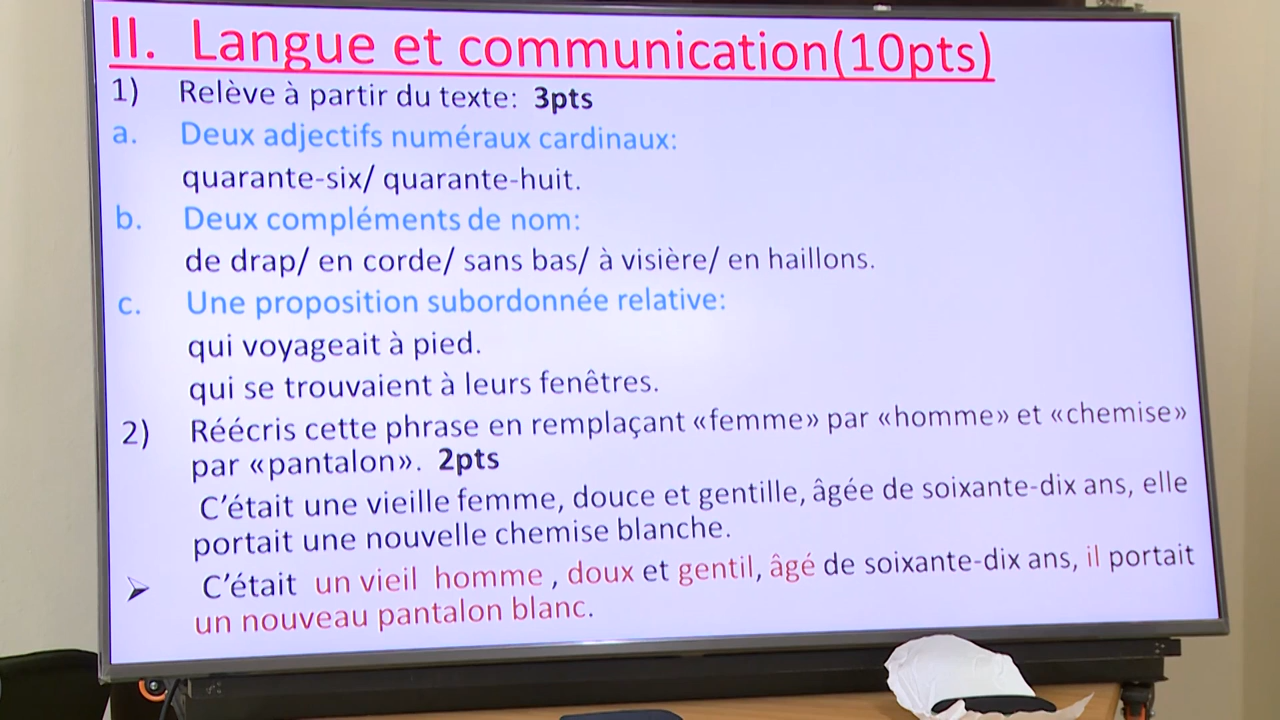 II. Langue et communication(10pts)
1) Relève à partir du texte: 3pts
a. Deux adjectifs numéraux cardinaux:
quarante-six/ quarante-huit.
b. Deux compléments de nom:
de drap/ en corde/ sans bas/ à visière/ en haillons.
c. Une proposition subordonnée relative:
qui voyageait à pied.
qui se trouvaient à leurs fenêtres.
2) Réécris cette phrase en remplaçant «femme» par «homme» et «chemise»
par «pantalon». 2pts
C’était une vieille femme, douce et gentille, âgée de soixante-dix ans, elle
portait une nouvelle chemise blanche.
➢ C’était un vieil homme , doux et gentil, âgé de soixante-dix ans, il portait
un nouveau pantalon blanc.